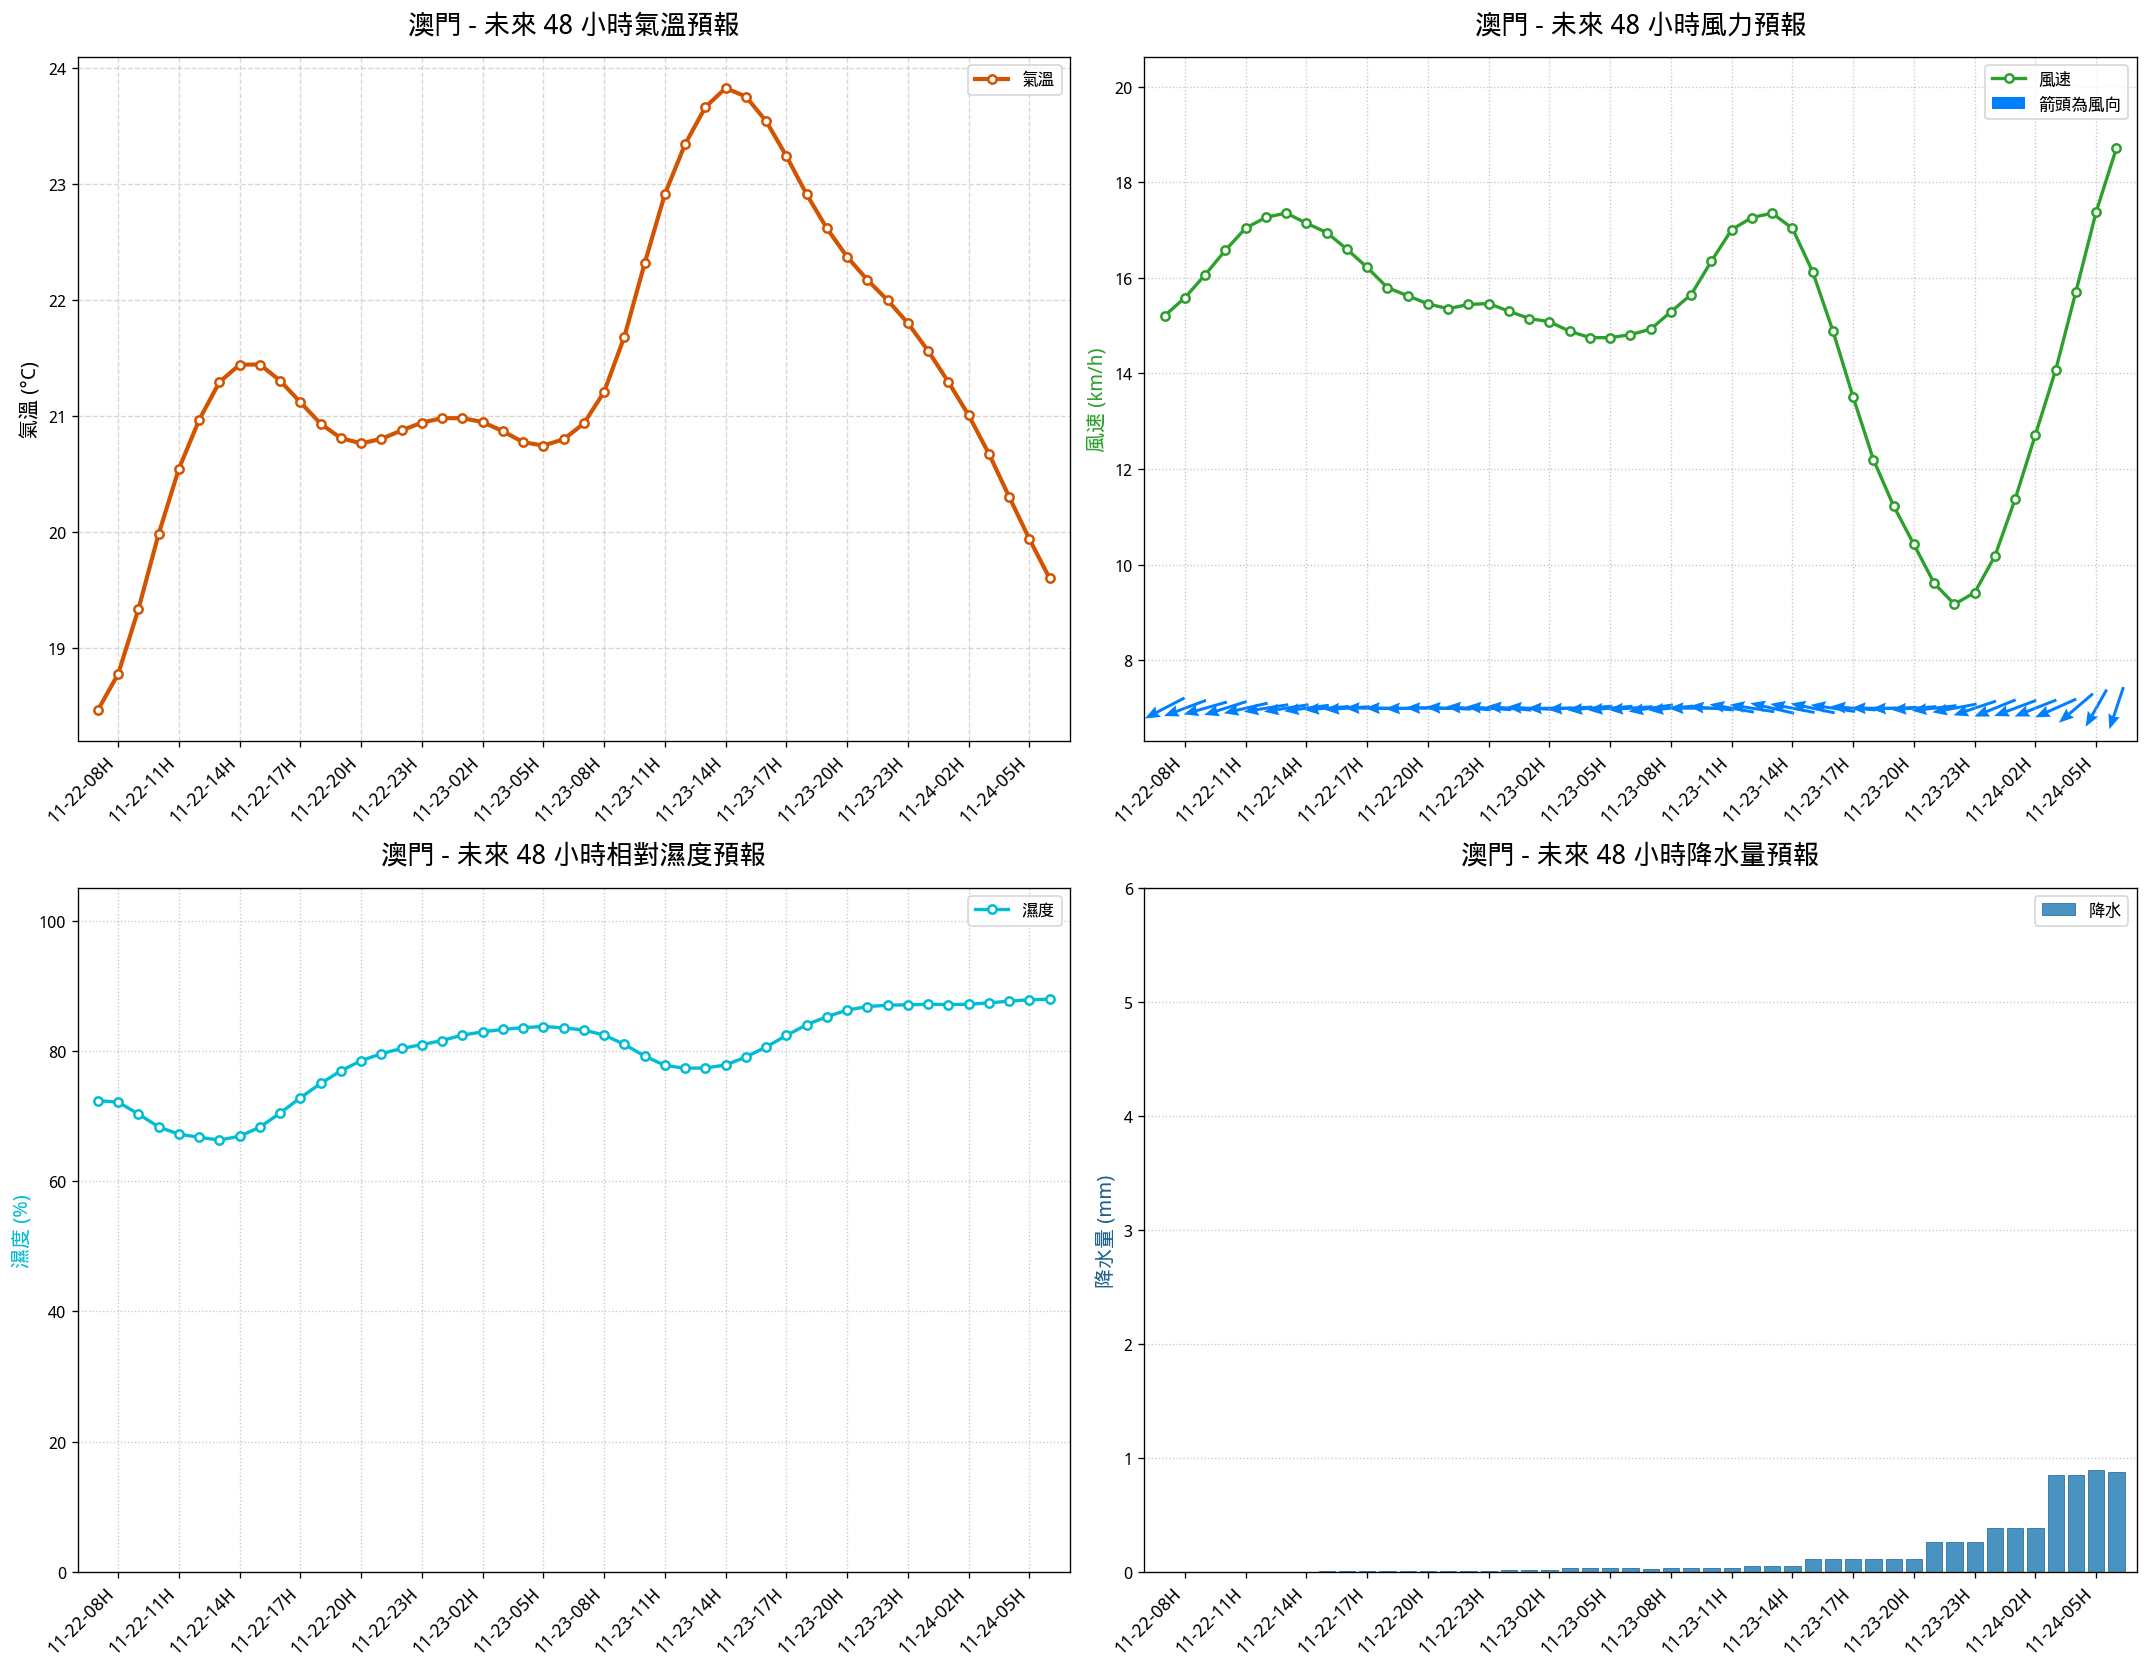 澳門 - 未來 48 小時氣溫預報
氣溫
氣溫 (°C)
24
23
22
21
20
19
11-22-08H
11-22-11H
11-22-14H
11-22-17H
11-22-20H
11-22-23H
11-23-02H
11-23-05H
11-23-08H
11-23-11H
11-23-14H
11-23-17H
11-23-20H
11-23-23H
11-24-02H
11-24-05H
澳門 - 未來 48 小時風力預報
風速
箭頭為風向
風速 (km/h)
20
18
16
14
12
10
8
11-22-08H
11-22-11H
11-22-14H
11-22-17H
11-22-20H
11-22-23H
11-23-02H
11-23-05H
11-23-08H
11-23-11H
11-23-14H
11-23-17H
11-23-20H
11-23-23H
11-24-02H
11-24-05H
澳門 - 未來 48 小時相對濕度預報
濕度
濕度 (%)
100
80
60
40
20
0
11-22-08H
11-22-11H
11-22-14H
11-22-17H
11-22-20H
11-22-23H
11-23-02H
11-23-05H
11-23-08H
11-23-11H
11-23-14H
11-23-17H
11-23-20H
11-23-23H
11-24-02H
11-24-05H
澳門 - 未來 48 小時降水量預報
降水
降水量 (mm)
6
5
4
3
2
1
0
11-22-08H
11-22-11H
11-22-14H
11-22-17H
11-22-20H
11-22-23H
11-23-02H
11-23-05H
11-23-08H
11-23-11H
11-23-14H
11-23-17H
11-23-20H
11-23-23H
11-24-02H
11-24-05H